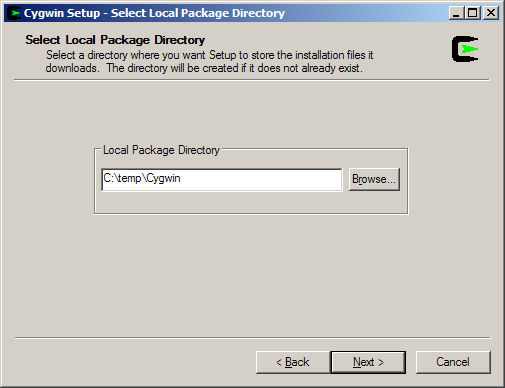 Cygwin Setup - Select Local Package Directory
Select Local Package Directory
Select a directory where you want Setup to store the installation files it
downloads. The directory will be created if it does not already exist.
Local Package Directory
C:\temp\Cygwin
Browse...
< Back
Next >
Cancel